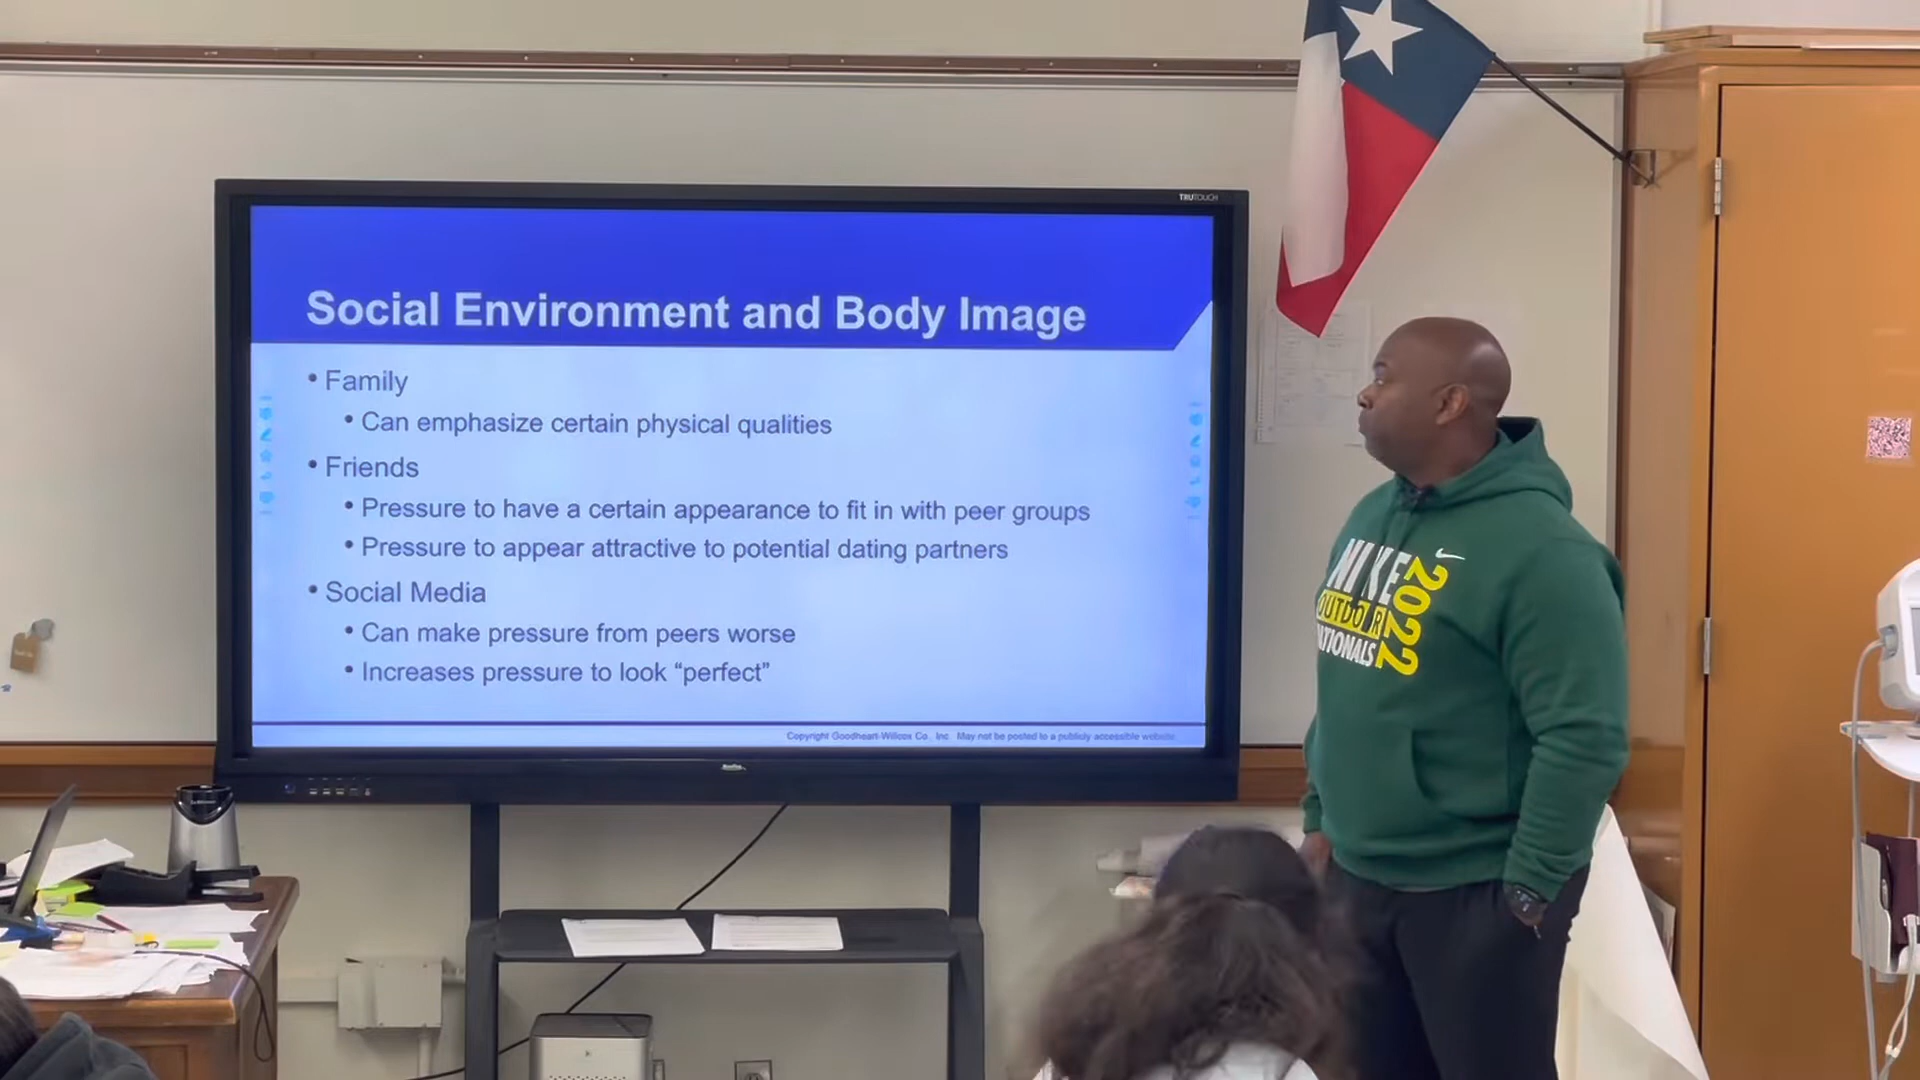 TRUTOUCH
Social Environment and Body Image
• Family
• Can emphasize certain physical qualities
• Friends
• Pressure to have a certain appearance to fit in with peer groups
• Pressure to appear attractive to potential dating partners
• Social Media
• Can make pressure from peers worse
• Increases pressure to look “perfect”
Copyright Goodheart-Willcox Co., Inc. May not be posted to a publicly accessible website.
NIKE
OUTDOOR
NATIONALS
2022